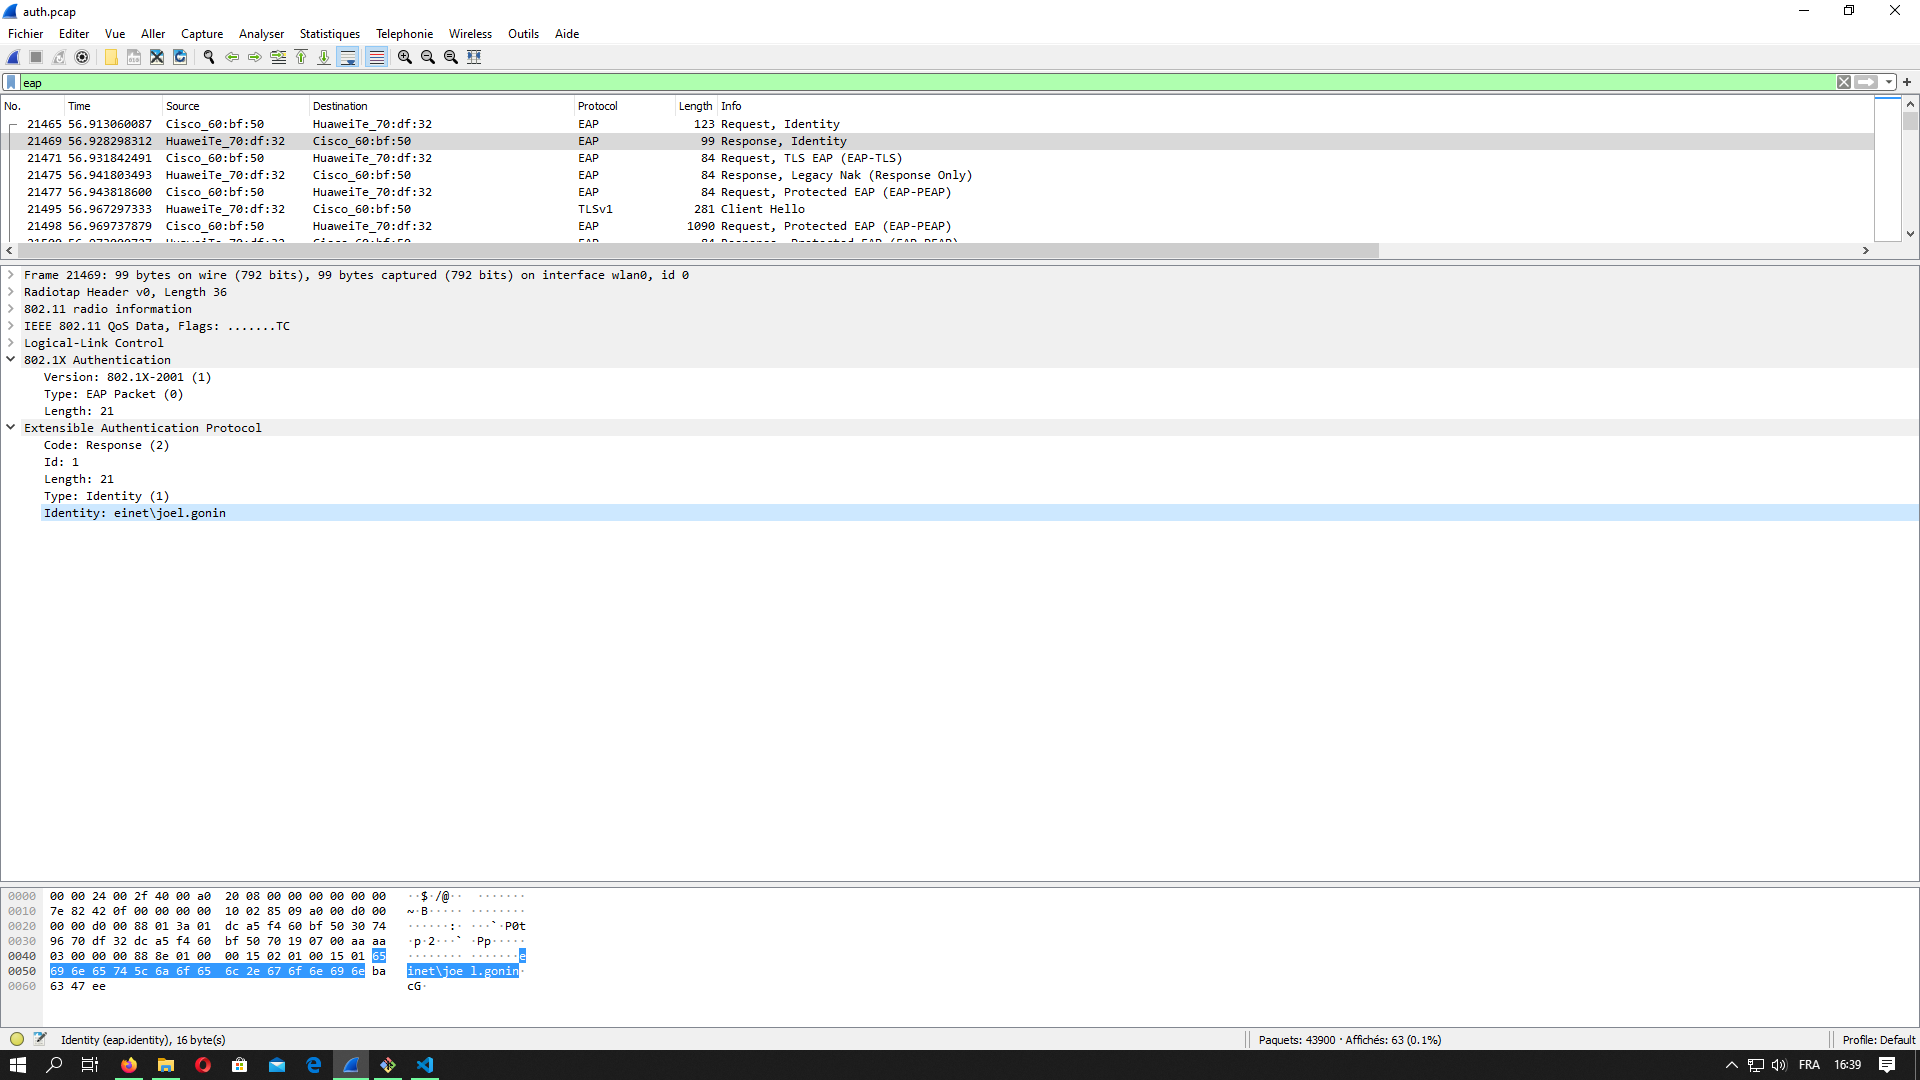 auth.pcap
Fichier Editer Vue Aller Capture Analyser Statistiques Telephonie Wireless Outils Aide
eap
No. Time Source Destination Protocol Length Info
21465 56.913060087 Cisco_60:bf:50 HuaweiTe_70:df:32 EAP 123 Request, Identity
21469 56.928298312 HuaweiTe_70:df:32 Cisco_60:bf:50 EAP 99 Response, Identity
21471 56.931842491 Cisco_60:bf:50 HuaweiTe_70:df:32 EAP 84 Request, TLS EAP (EAP-TLS)
21475 56.941803493 HuaweiTe_70:df:32 Cisco_60:bf:50 EAP 84 Response, Legacy Nak (Response Only)
21477 56.943818600 Cisco_60:bf:50 HuaweiTe_70:df:32 EAP 84 Request, Protected EAP (EAP-PEAP)
21495 56.967297333 HuaweiTe_70:df:32 Cisco_60:bf:50 TLSv1 281 Client Hello
21498 56.969737879 Cisco_60:bf:50 HuaweiTe_70:df:32 EAP 1090 Request, Protected EAP (EAP-PEAP)
Frame 21469: 99 bytes on wire (792 bits), 99 bytes captured (792 bits) on interface wlan0, id 0
Radiotap Header v0, Length 36
802.11 radio information
IEEE 802.11 QoS Data, Flags: .......TC
Logical-Link Control
802.1X Authentication
Version: 802.1X-2001 (1)
Type: EAP Packet (0)
Length: 21
Extensible Authentication Protocol
Code: Response (2)
Id: 1
Length: 21
Type: Identity (1)
Identity: einet\joel.gonin
0000 00 00 24 00 2f 40 00 a0 20 08 00 00 00 00 00 00 ··$·/@·· ········
0010 7e 82 42 0f 00 00 00 00 10 02 85 09 a0 00 d0 00 ~·B····· ········
0020 00 00 d0 00 88 01 3a 01 dc a5 f4 60 bf 50 30 74 ······:· ···`·P0t
0030 96 70 df 32 dc a5 f4 60 bf 50 70 19 07 00 aa aa ·p·2···` ·Pp·····
0040 03 00 00 00 88 8e 01 00 00 15 02 01 00 15 01 65 ········ ·······e
0050 69 6e 65 74 5c 6a 6f 65 6c 2e 67 6f 6e 69 6e ba inet\joe l.gonin·
0060 63 47 ee cG·
Identity (eap.identity), 16 byte(s) Paquets: 43900 · Affichés: 63 (0.1%) Profile: Default
FRA 16:39